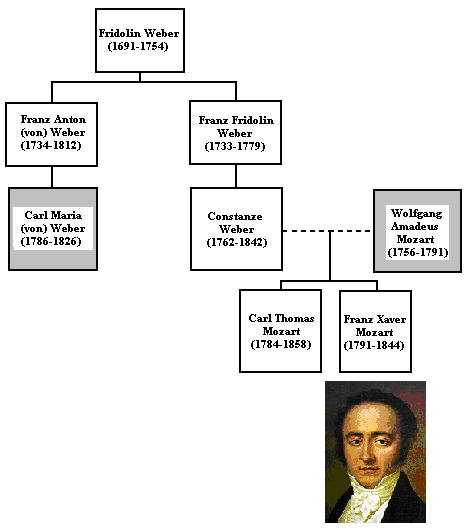 Fridolin Weber
(1691-1754)
Franz Anton
(von) Weber
(1734-1812)
Franz Fridolin
Weber
(1733-1779)
Carl Maria
(von) Weber
(1786-1826)
Constanze
Weber
(1762-1842)
Wolfgang
Amadeus
Mozart
(1756-1791)
Carl Thomas
Mozart
(1784-1858)
Franz Xaver
Mozart
(1791-1844)